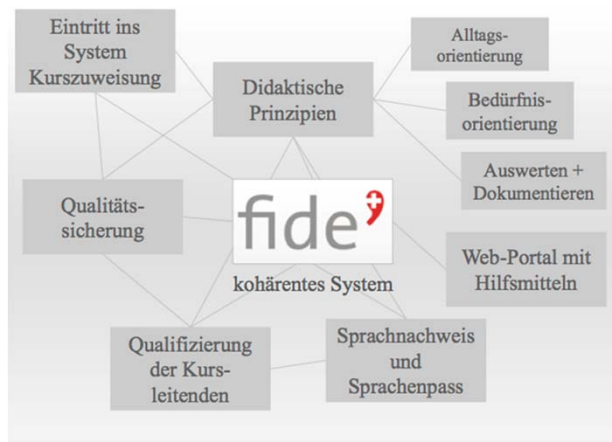 Eintritt ins
System
Kurszuweisung
Alltags-
orientierung
Didaktische
Prinzipien
Bedürfnis-
orientierung
Auswerten +
Dokumentieren
Qualitäts-
sicherung
fide
kohärentes System
Web-Portal mit
Hilfsmitteln
Qualifizierung
der Kurs-
leitenden
Sprachnachweis
und
Sprachenpass